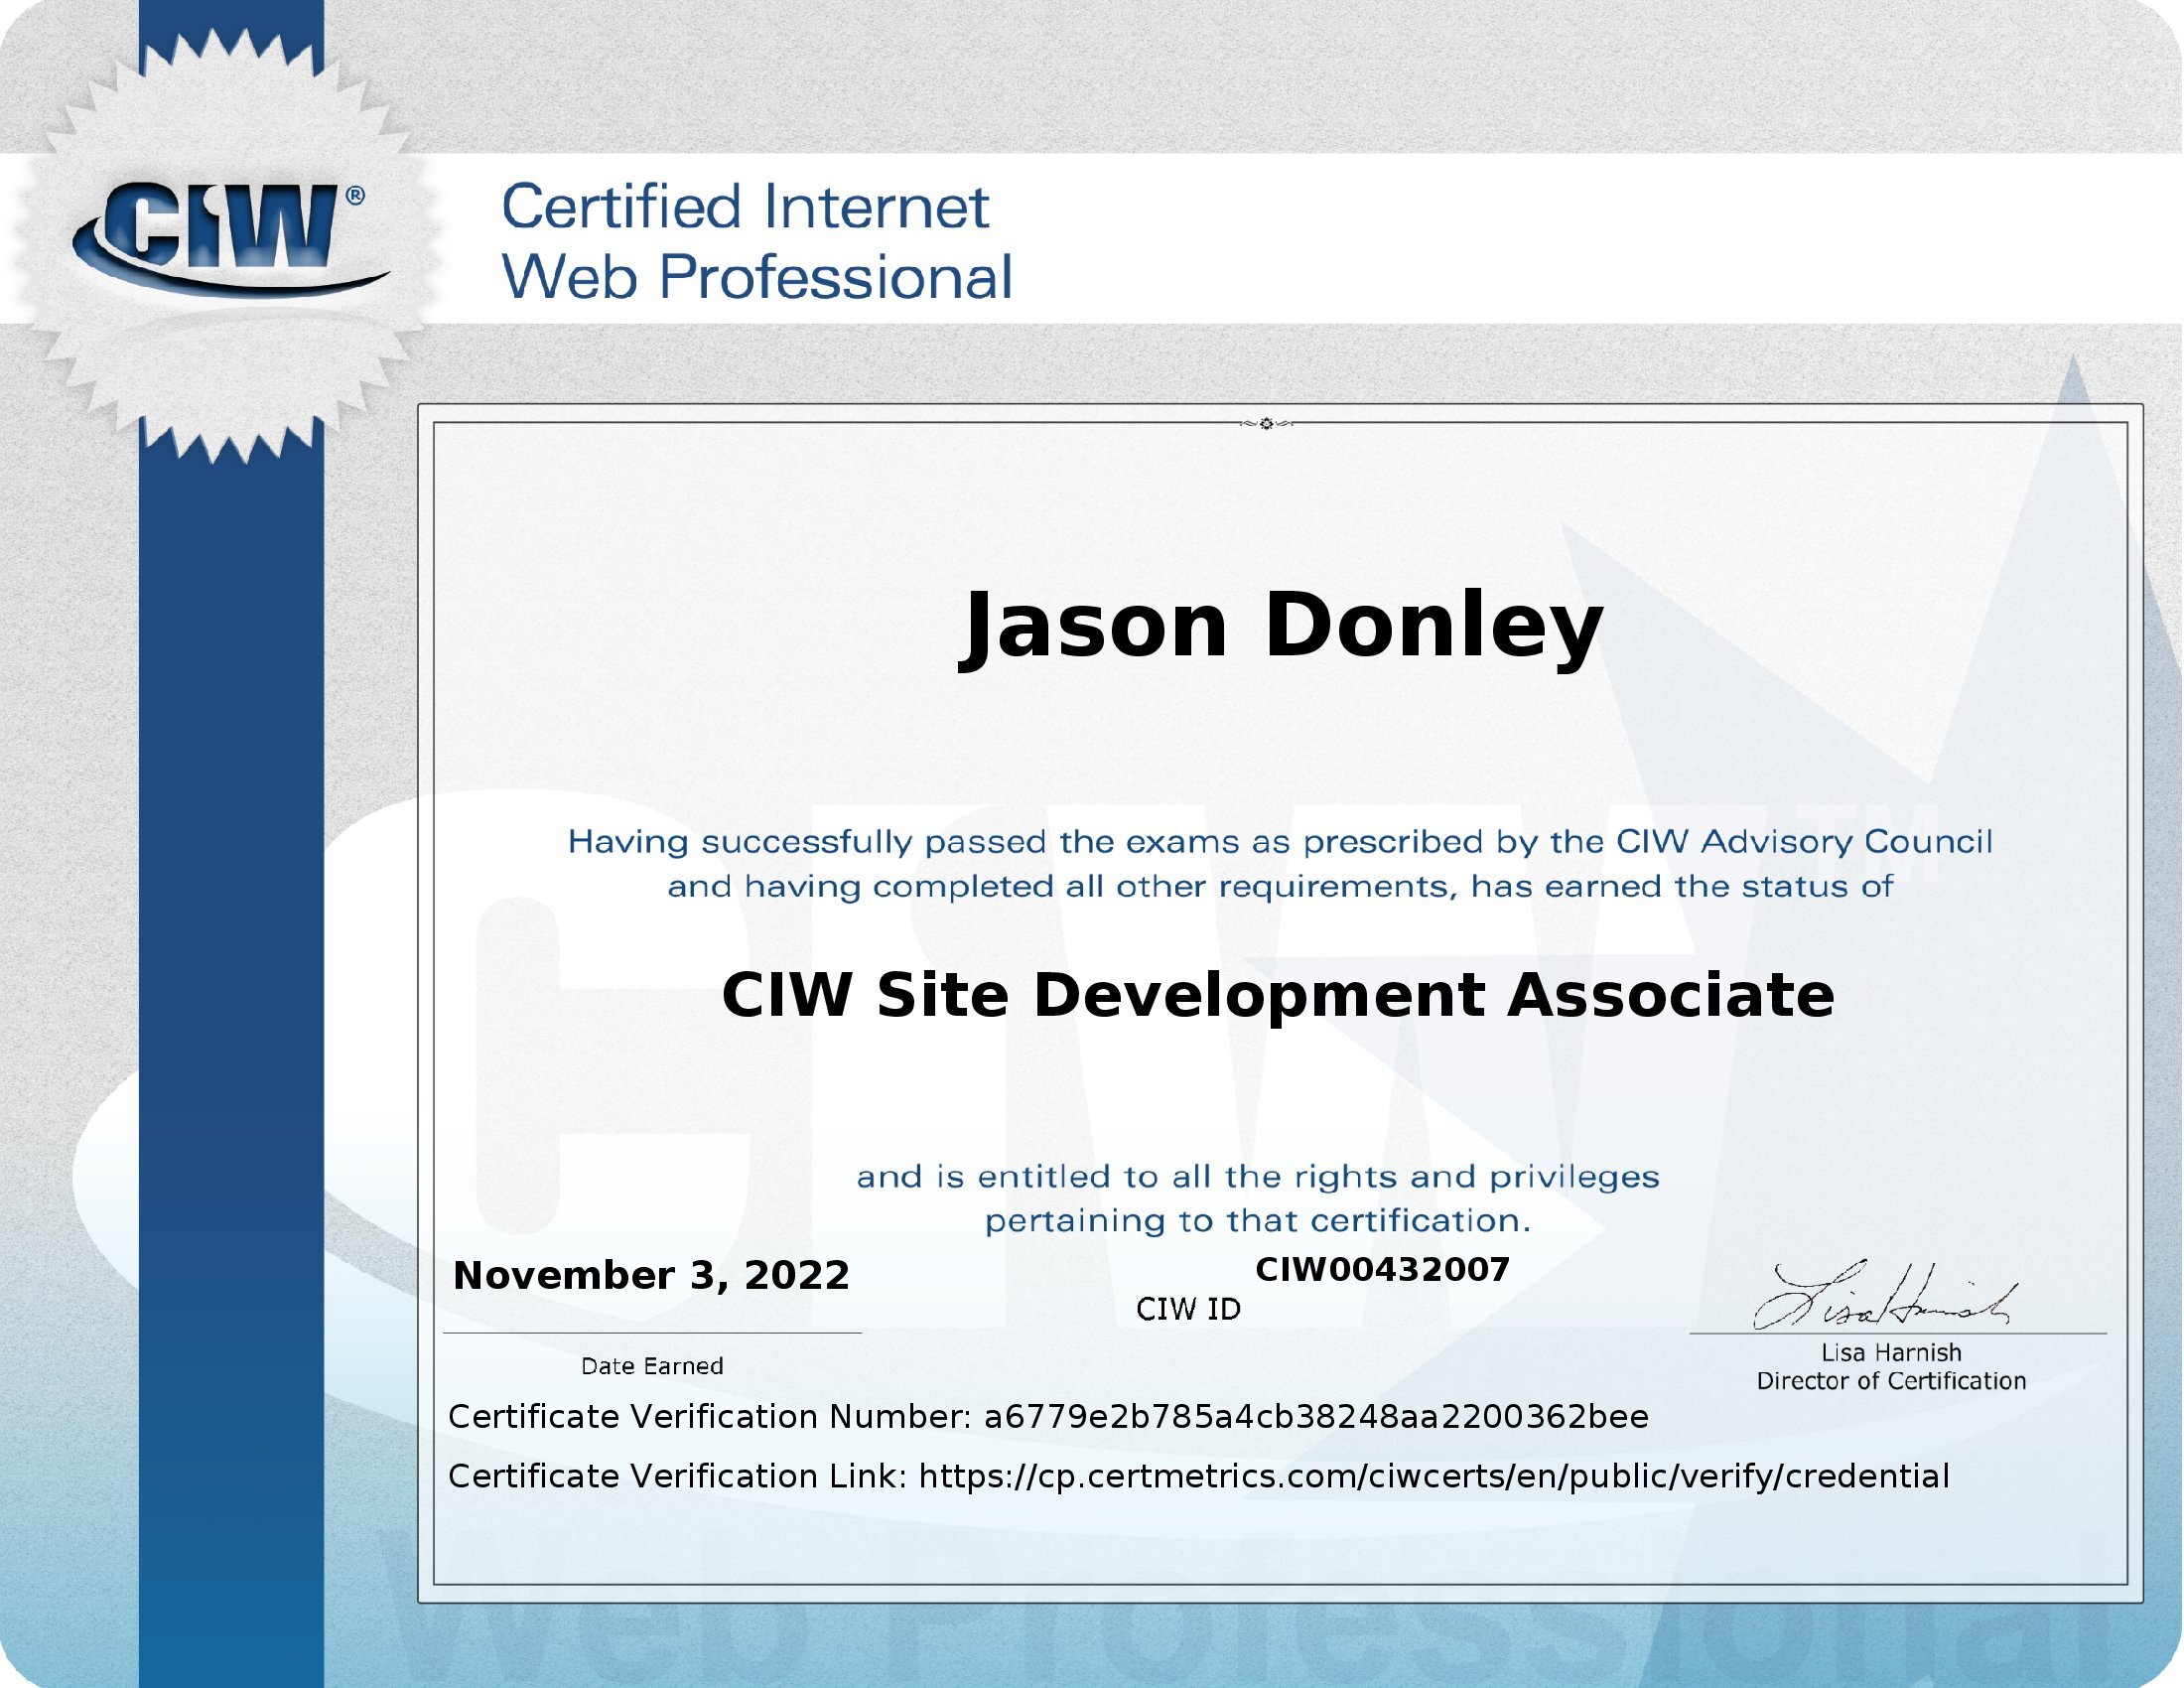 CIW®
Certified Internet
Web Professional
Jason Donley
Having successfully passed the exams as prescribed by the CIW Advisory Council
and having completed all other requirements, has earned the status of
CIW Site Development Associate
and is entitled to all the rights and privileges
pertaining to that certification.
November 3, 2022
Date Earned
CIW00432007
CIW ID
Lisa Harnish
Lisa Harnish
Director of Certification
Certificate Verification Number: a6779e2b785a4cb38248aa2200362bee
Certificate Verification Link: https://cp.certmetrics.com/ciwcerts/en/public/verify/credential
CIW TM
Web Professional